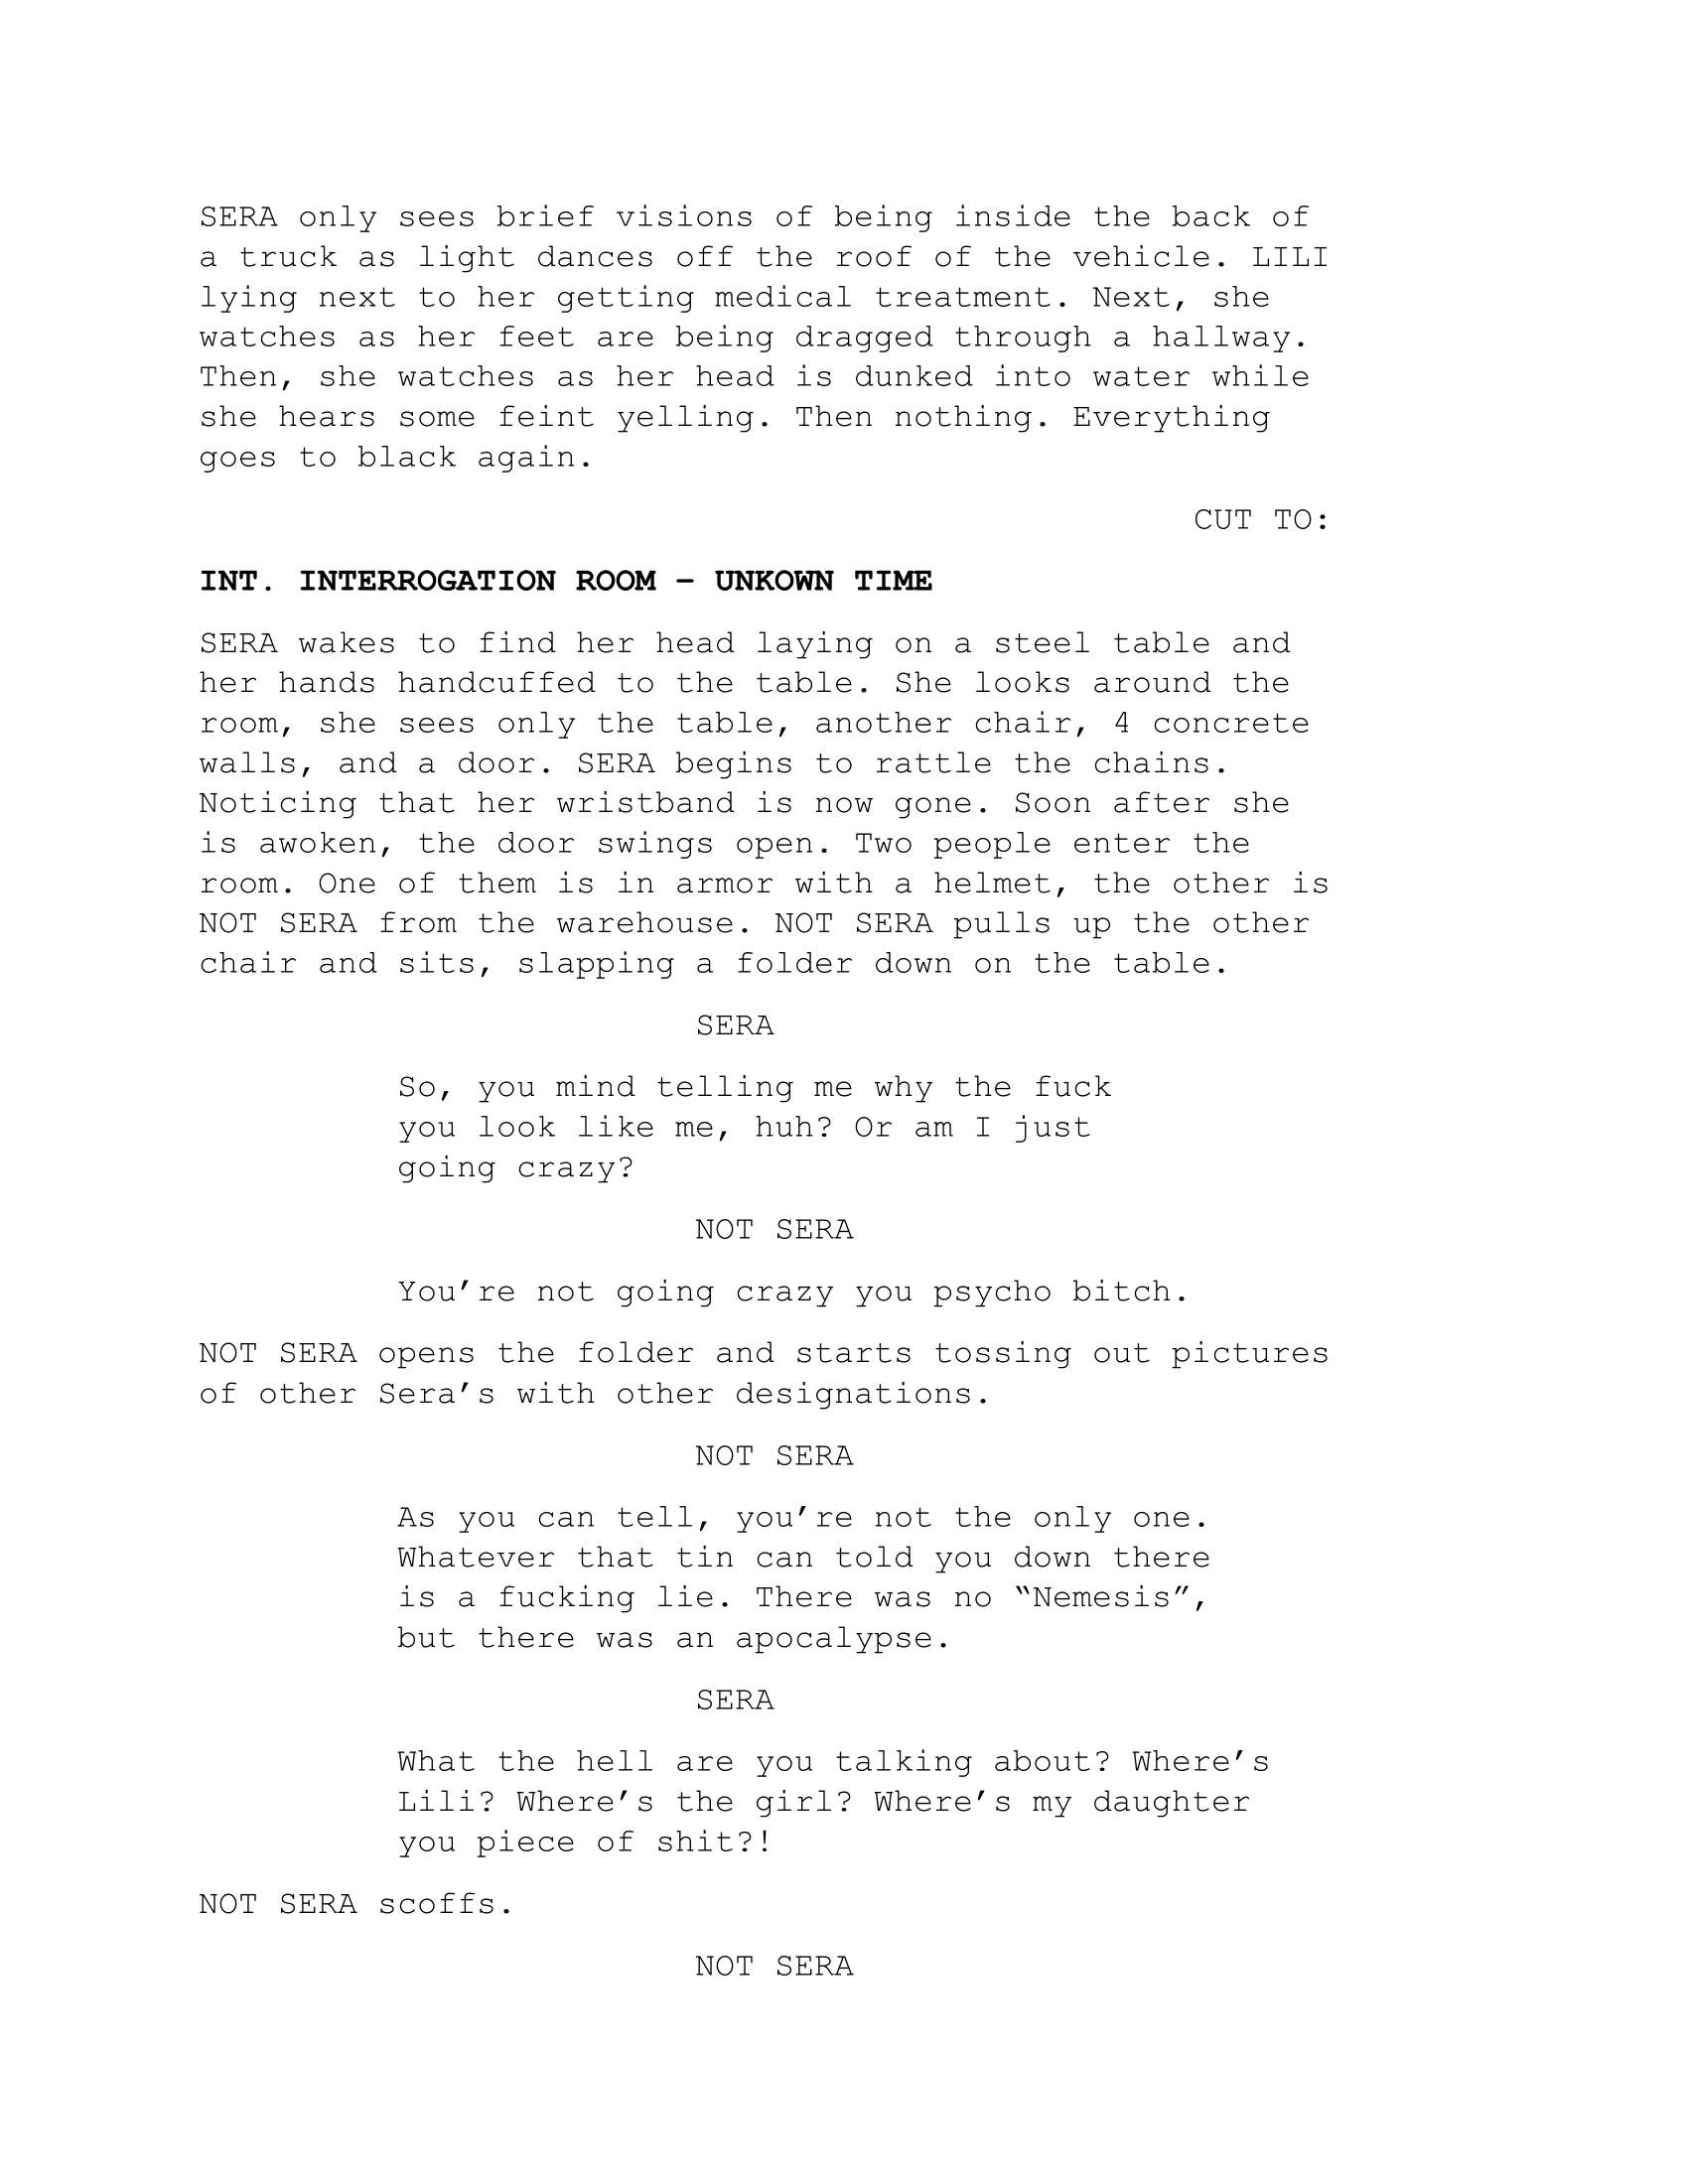 SERA only sees brief visions of being inside the back of
a truck as light dances off the roof of the vehicle. LILI
lying next to her getting medical treatment. Next, she
watches as her feet are being dragged through a hallway.
Then, she watches as her head is dunked into water while
she hears some feint yelling. Then nothing. Everything
goes to black again.
CUT TO:
INT. INTERROGATION ROOM – UNKOWN TIME
SERA wakes to find her head laying on a steel table and
her hands handcuffed to the table. She looks around the
room, she sees only the table, another chair, 4 concrete
walls, and a door. SERA begins to rattle the chains.
Noticing that her wristband is now gone. Soon after she
is awoken, the door swings open. Two people enter the
room. One of them is in armor with a helmet, the other is
NOT SERA from the warehouse. NOT SERA pulls up the other
chair and sits, slapping a folder down on the table.
SERA
So, you mind telling me why the fuck
you look like me, huh? Or am I just
going crazy?
NOT SERA
You’re not going crazy you psycho bitch.
NOT SERA opens the folder and starts tossing out pictures
of other Sera’s with other designations.
NOT SERA
As you can tell, you’re not the only one.
Whatever that tin can told you down there
is a fucking lie. There was no “Nemesis”,
but there was an apocalypse.
SERA
What the hell are you talking about? Where’s
Lili? Where’s the girl? Where’s my daughter
you piece of shit?!
NOT SERA scoffs.
NOT SERA